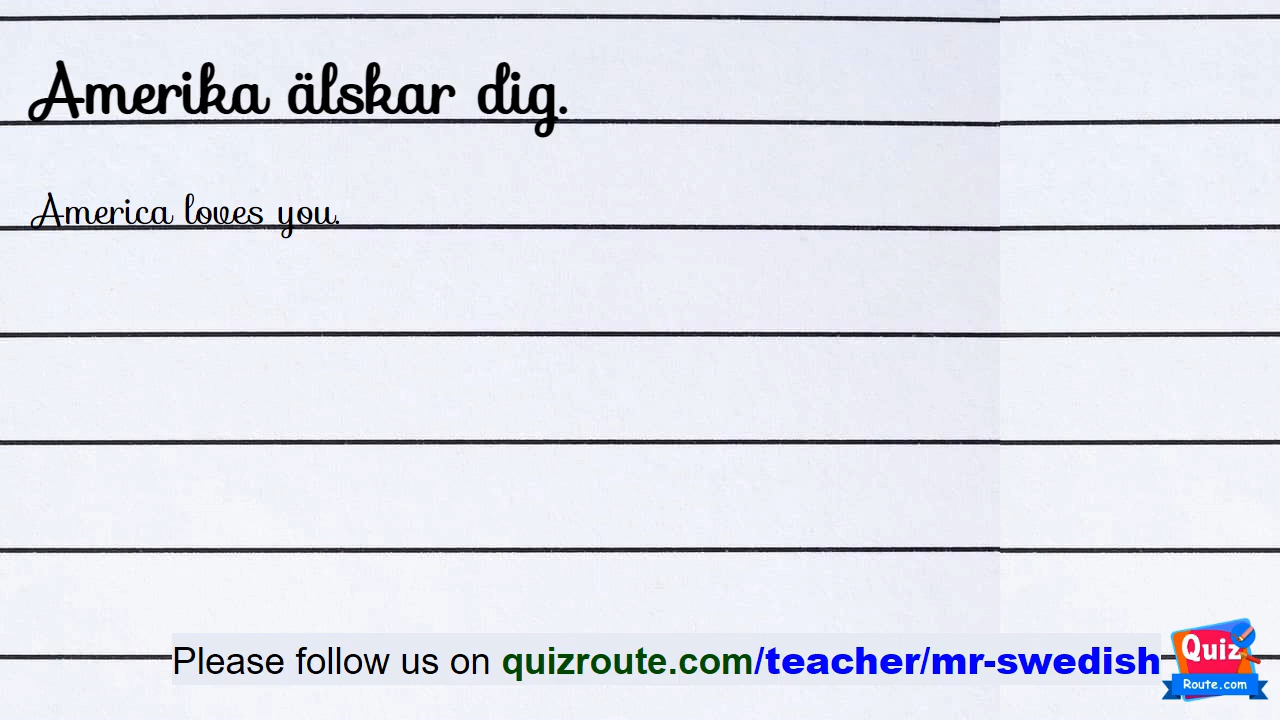 Amerika älskar dig.
America loves you.
Please follow us on quizroute.com/teacher/mr-swedish
Quiz
Route.com